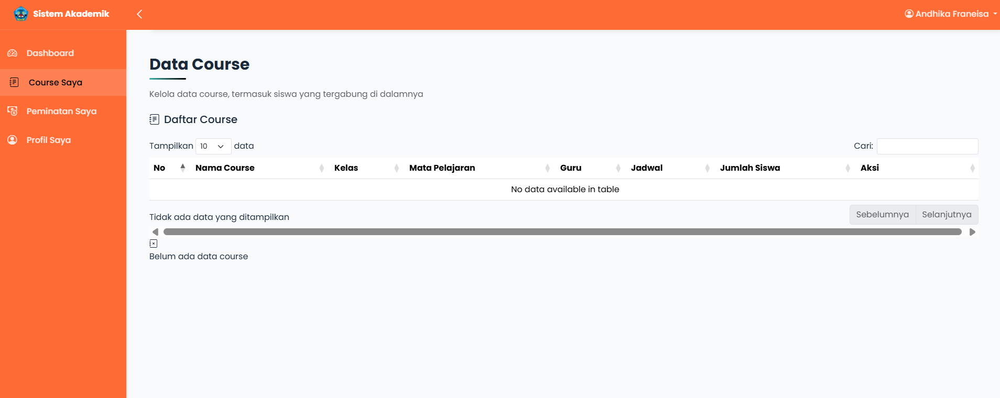 Sistem Akademik
Andhika Franeisa
Dashboard
Course Saya
Peminatan Saya
Profil Saya
Data Course
Kelola data course, termasuk siswa yang tergabung di dalamnya
Daftar Course
Tampilkan 10 data
Cari:
No Nama Course Kelas Mata Pelajaran Guru Jadwal Jumlah Siswa Aksi
No data available in table
Tidak ada data yang ditampilkan
Sebelumnya Selanjutnya
Belum ada data course